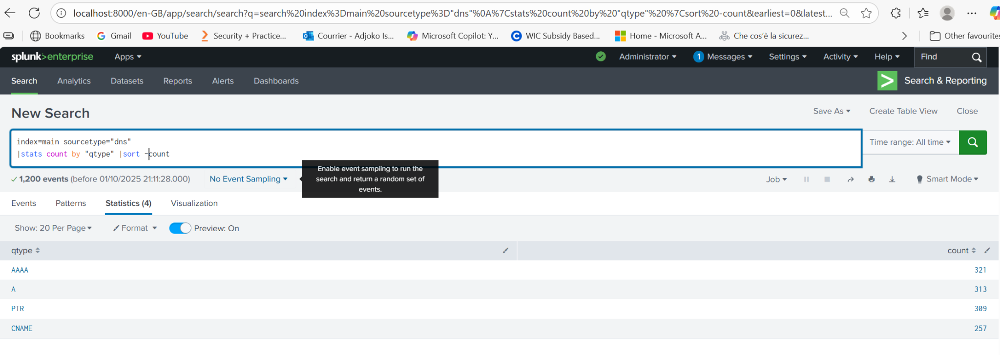 localhost:8000/en-GB/app/search/search?q=search%20index%3Dmain%20sourcetype%3D"dns"%0A%7Cstats%20count%20by%20"qtype"%20%7Csort%20-count&earliest=0&latest...
Bookmarks Gmail YouTube Security + Practice... Courrier - Adjoko Is... Microsoft Copilot: Y... WIC Subsidy Based... Home - Microsoft A... Che cos'è la sicurez... Other favourites
splunk>enterprise Apps Administrator 1 Messages Settings Activity Help Find
Search Analytics Datasets Reports Alerts Dashboards Search & Reporting
New Search Save As Create Table View Close
index=main sourcetype="dns"
|stats count by "qtype" |sort -count
Time range: All time
1,200 events (before 01/10/2025 21:11:28.000) No Event Sampling
Enable event sampling to run the
search and return a random set of
events.
Job Smart Mode
Events Patterns Statistics (4) Visualization
Show: 20 Per Page Format Preview: On
qtype count
AAAA 321
A 313
PTR 309
CNAME 257